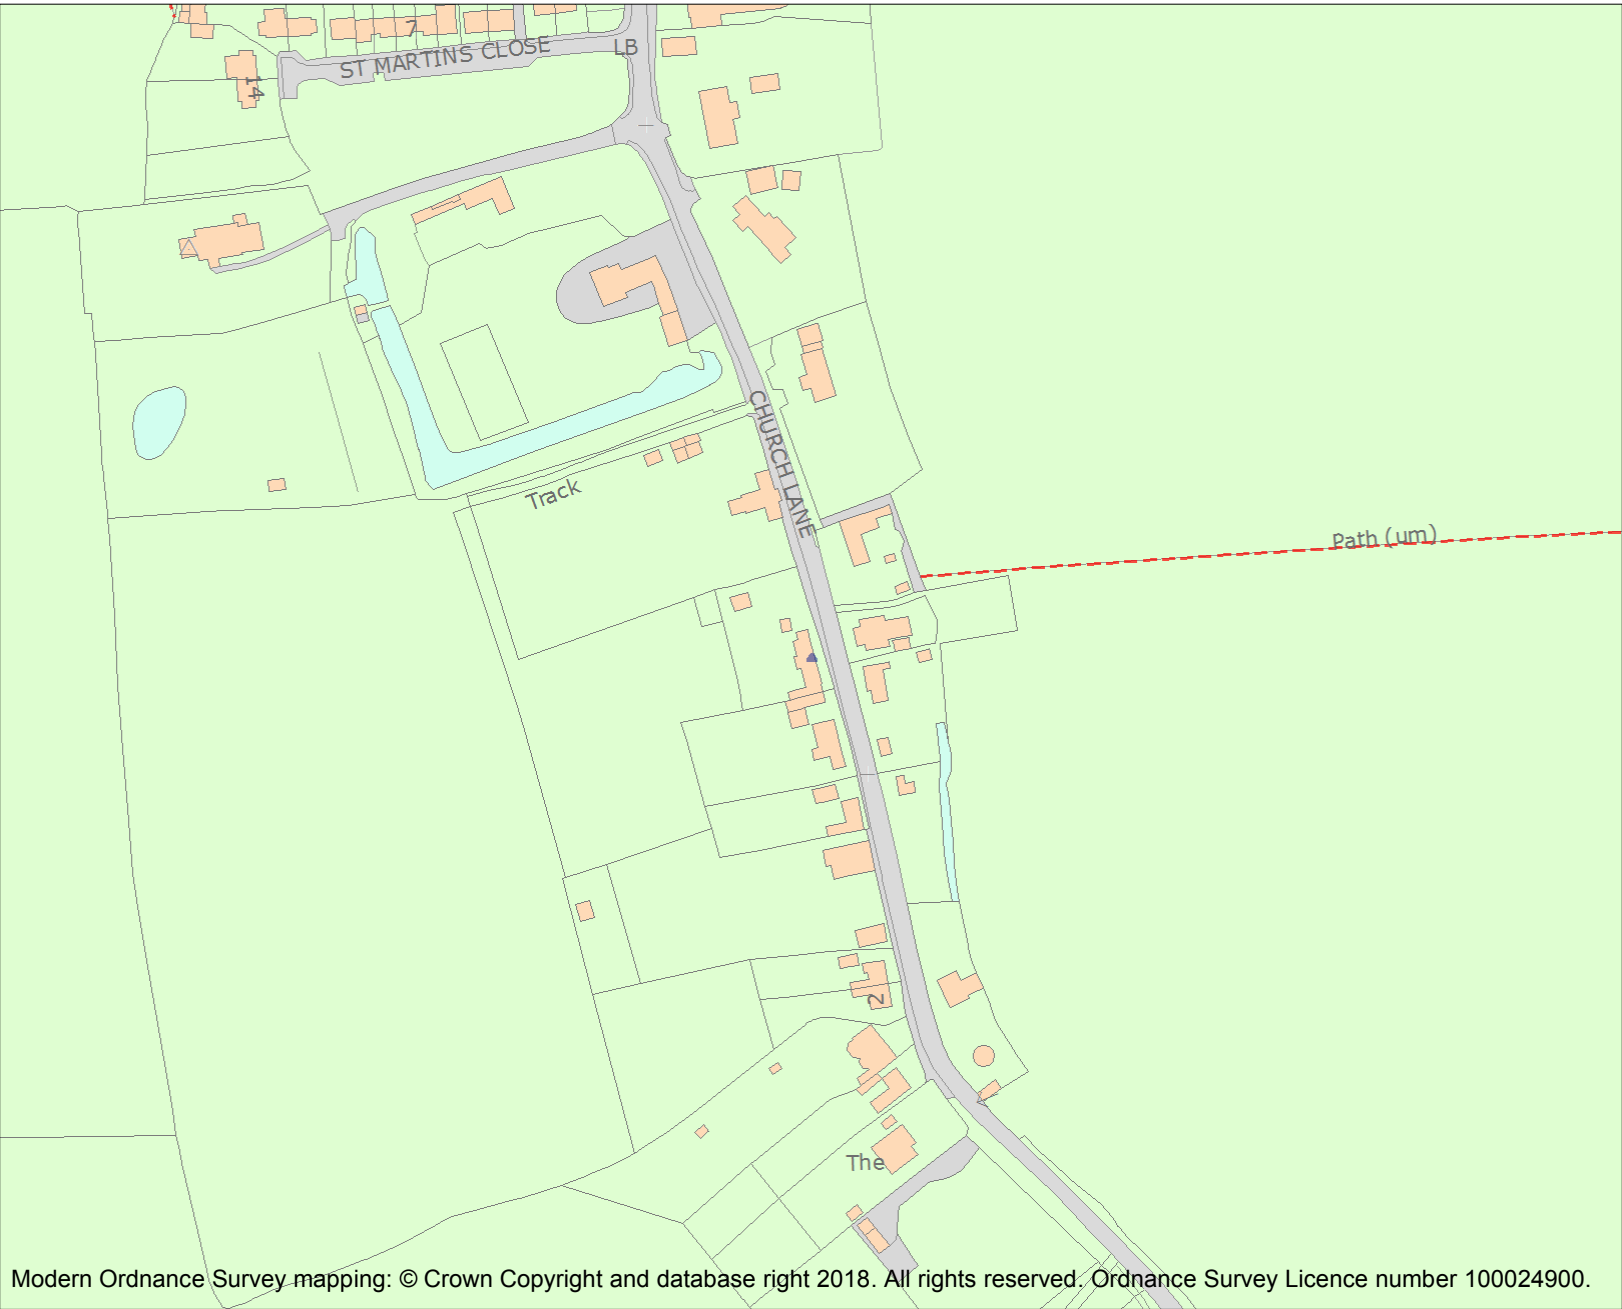 7
ST MARTINS CLOSE
LB
14
CHURCH LANE
Track
Path (um)
2
The
Modern Ordnance Survey mapping: © Crown Copyright and database right 2018. All rights reserved. Ordnance Survey Licence number 100024900.